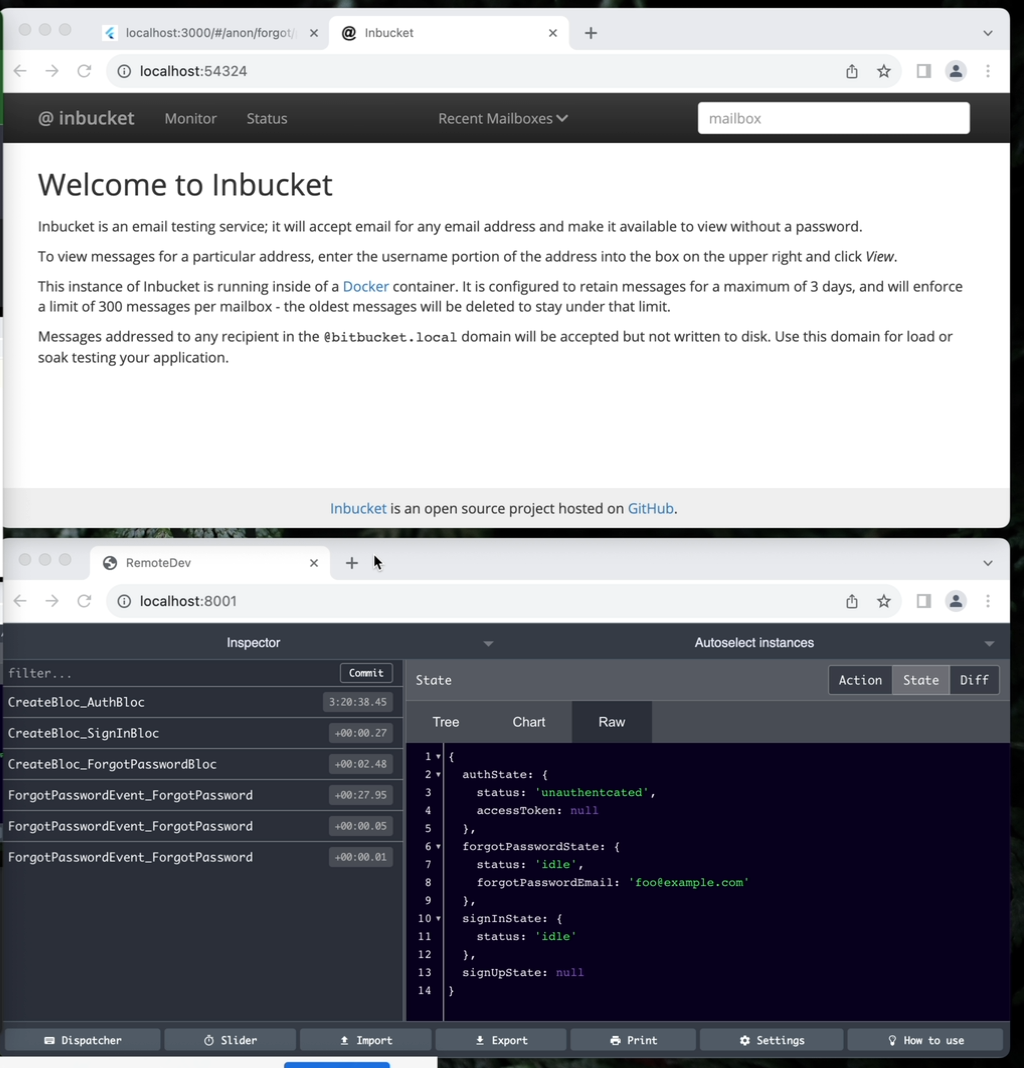 localhost:3000/#/anon/forgot/
Inbucket
localhost:54324
@ inbucket
Monitor
Status
Recent Mailboxes
mailbox
Welcome to Inbucket
Inbucket is an email testing service; it will accept email for any email address and make it available to view without a password.
To view messages for a particular address, enter the username portion of the address into the box on the upper right and click View.
This instance of Inbucket is running inside of a Docker container. It is configured to retain messages for a maximum of 3 days, and will enforce
a limit of 300 messages per mailbox - the oldest messages will be deleted to stay under that limit.
Messages addressed to any recipient in the @bitbucket.local domain will be accepted but not written to disk. Use this domain for load or
soak testing your application.
Inbucket is an open source project hosted on GitHub.
RemoteDev
localhost:8001
Inspector
Autoselect instances
filter...
Commit
CreateBloc_AuthBloc
3:20:38.45
CreateBloc_SignInBloc
+00:00.27
CreateBloc_ForgotPasswordBloc
+00:02.48
ForgotPasswordEvent_ForgotPassword
+00:27.95
ForgotPasswordEvent_ForgotPassword
+00:00.05
ForgotPasswordEvent_ForgotPassword
+00:00.01
State
Action
State
Diff
Tree
Chart
Raw
1 {
2 authState: {
3 status: 'unauthentcated',
4 accessToken: null
5 },
6 forgotPasswordState: {
7 status: 'idle',
8 forgotPasswordEmail: 'foo@example.com'
9 },
10 signInState: {
11 status: 'idle'
12 },
13 signUpState: null
14 }
Dispatcher
Slider
Import
Export
Print
Settings
How to use